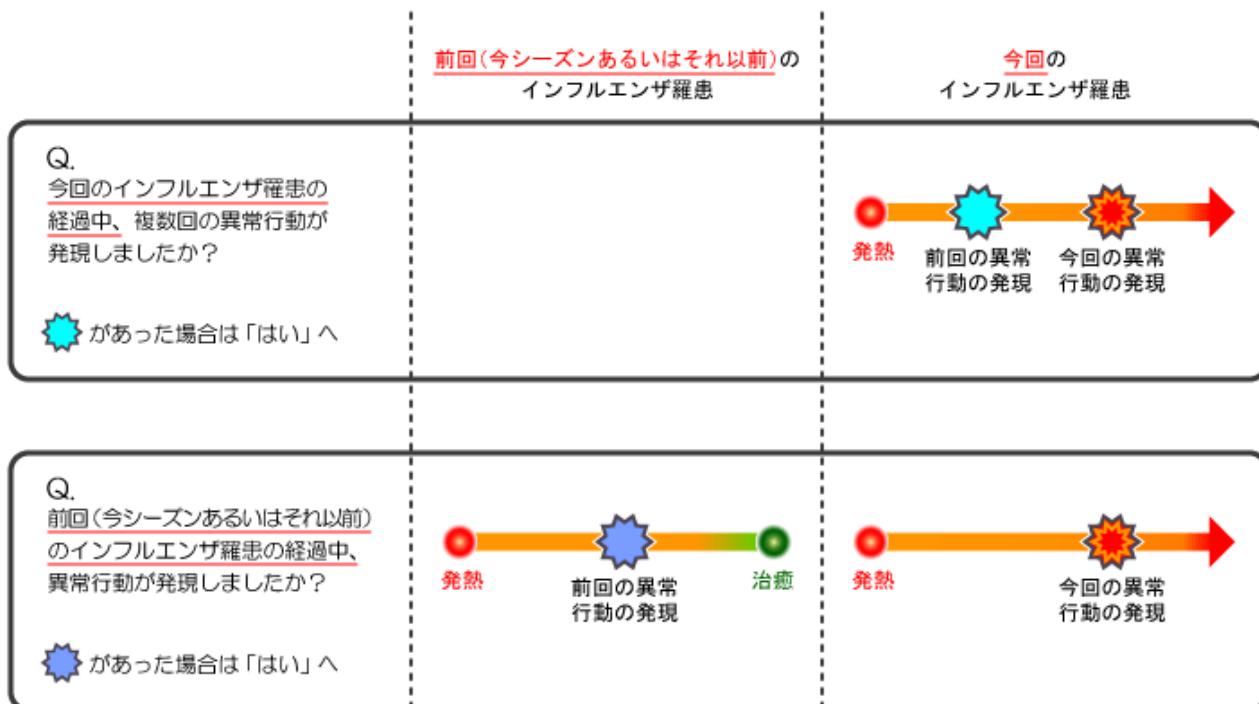 前回(今シーズンあるいはそれ以前)の
インフルエンザ羅患
今回の
インフルエンザ羅患
Q.
今回のインフルエンザ罹患の
経過中、複数回の異常行動が
発現しましたか?
があった場合は「はい」へ
発熱
前回の異常
行動の発現
今回の異常
行動の発現
Q.
前回(今シーズンあるいはそれ以前)
のインフルエンザ羅患の経過中、
異常行動が発現しましたか?
があった場合は「はい」へ
発熱
前回の異常
行動の発現
治癒
発熱
今回の異常
行動の発現